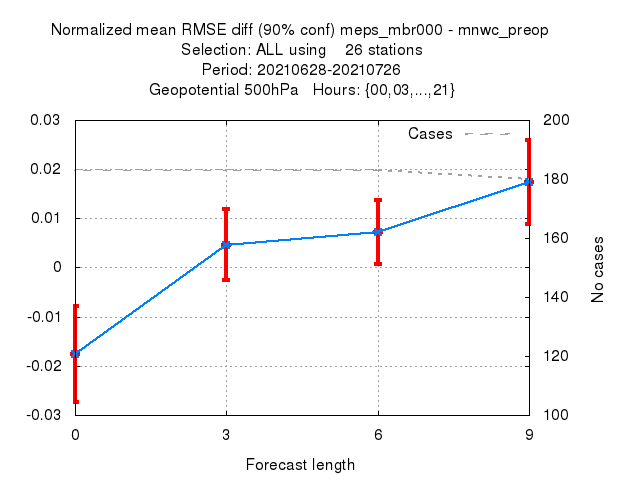 Normalized mean RMSE diff (90% conf) meps_mbr000 - mnwc_preop
Selection: ALL using    26 stations
Period: 20210628-20210726
Geopotential 500hPa   Hours: {00,03,...,21}
Cases
0.03
0.02
0.01
0
-0.01
-0.02
-0.03
200
180
160
140
120
100
No cases
0 3 6 9
Forecast length